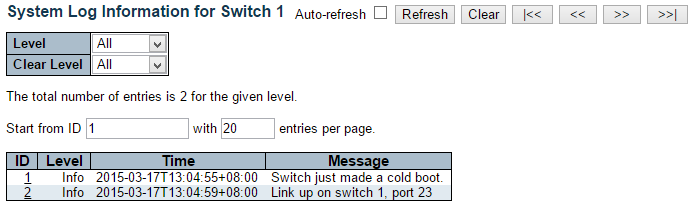 System Log Information for Switch 1 Auto-refresh Refresh Clear |<< << >> >>|
Level All
Clear Level All
The total number of entries is 2 for the given level.
Start from ID 1 with 20 entries per page.
ID Level Time Message
1 Info 2015-03-17T13:04:55+08:00 Switch just made a cold boot.
2 Info 2015-03-17T13:04:59+08:00 Link up on switch 1, port 23